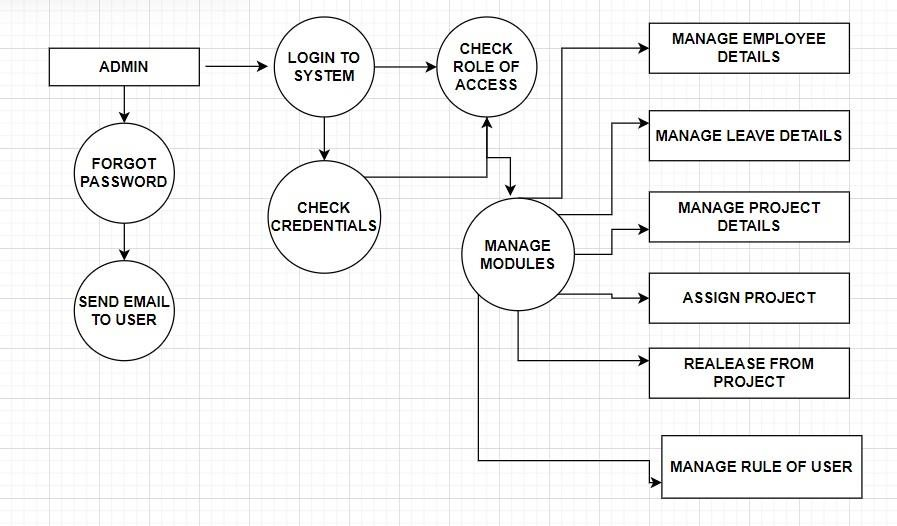 ADMIN
LOGIN TO
SYSTEM
CHECK
ROLE OF
ACCESS
MANAGE EMPLOYEE
DETAILS
MANAGE LEAVE DETAILS
FORGOT
PASSWORD
CHECK
CREDENTIALS
MANAGE PROJECT
DETAILS
MANAGE
MODULES
SEND EMAIL
TO USER
ASSIGN PROJECT
REALEASE FROM
PROJECT
MANAGE RULE OF USER